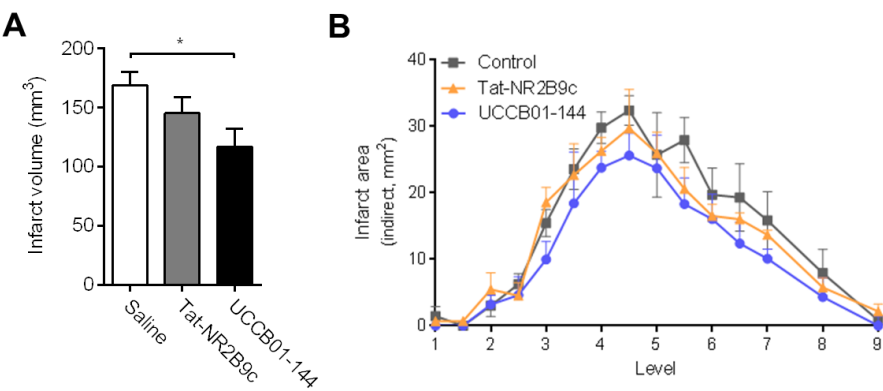 A
Infarct volume (mm3)
200
150
100
50
0
*
Saline
Tat-NR2B9c
UCCB01-144
B
Infarct area
(indirect, mm2)
40
30
20
10
0
Control
Tat-NR2B9c
UCCB01-144
1 2 3 4 5 6 7 8 9
Level